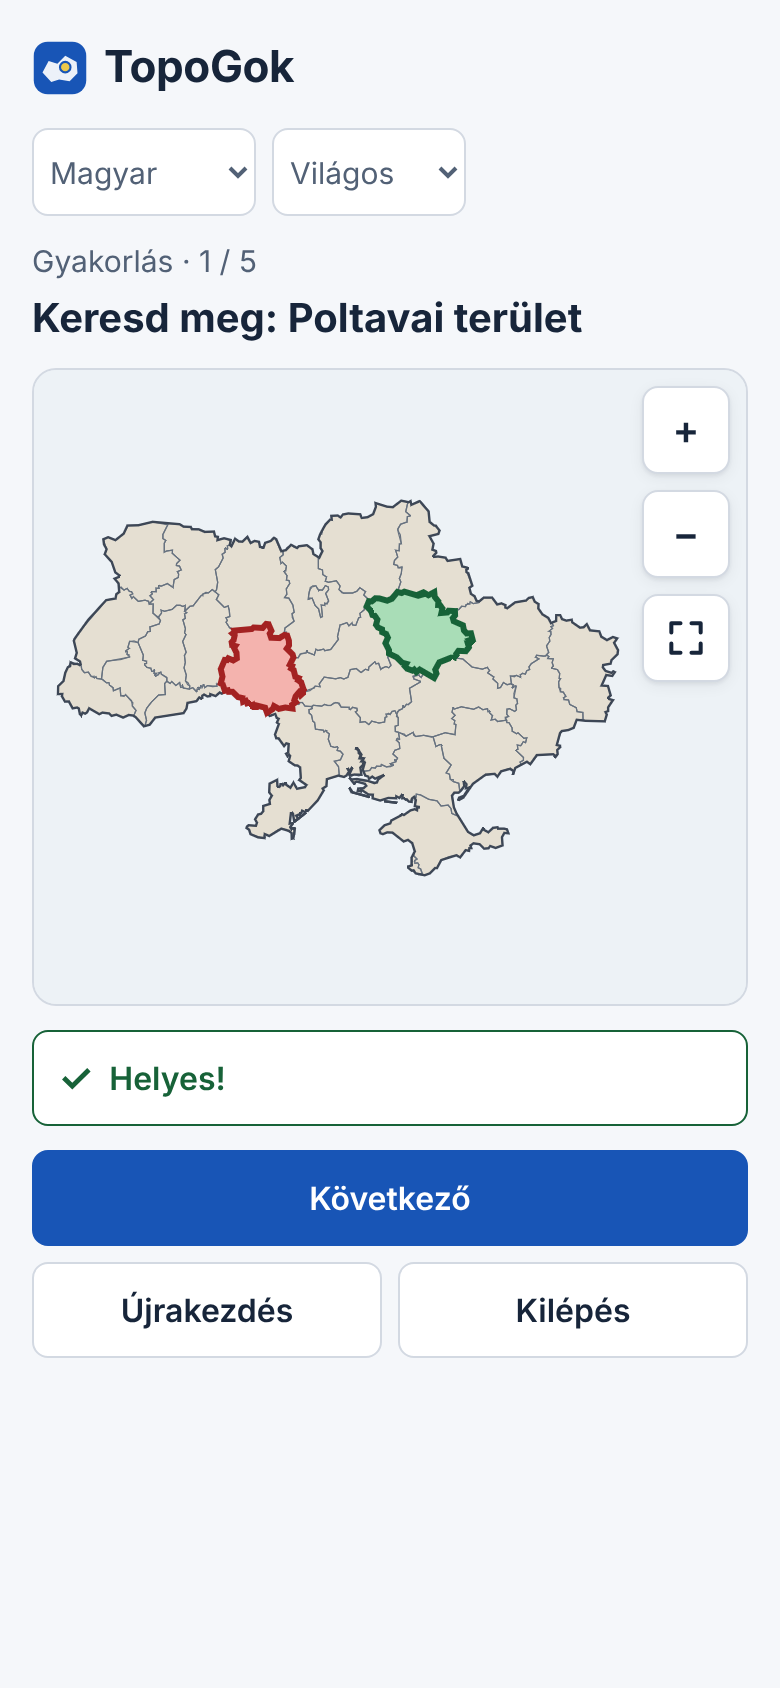 TopoGok
Magyar
Világos
Gyakorlás · 1 / 5
Keresd meg: Poltavai terület
+
−
Helyes!
Következő
Újrakezdés
Kilépés